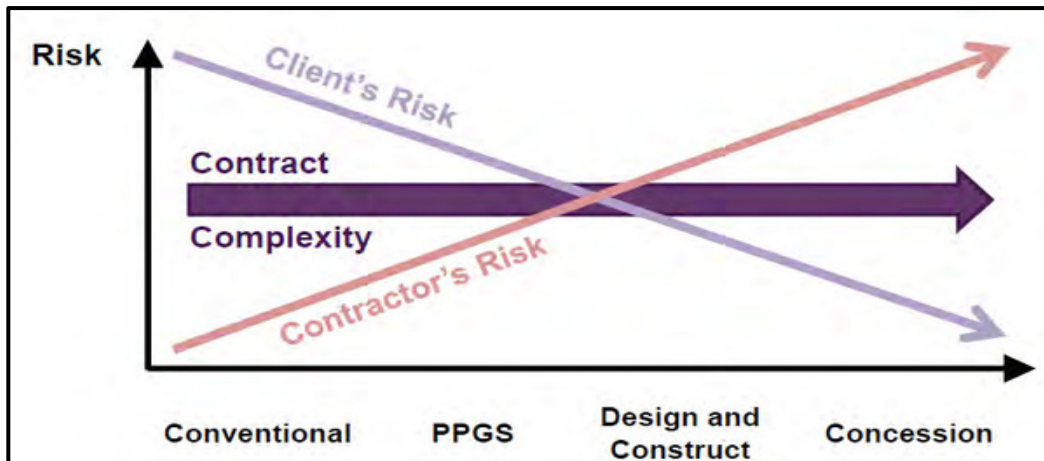 Risk
Client's Risk
Contract
Complexity
Contractor's Risk
Conventional
PPGS
Design and
Construct
Concession